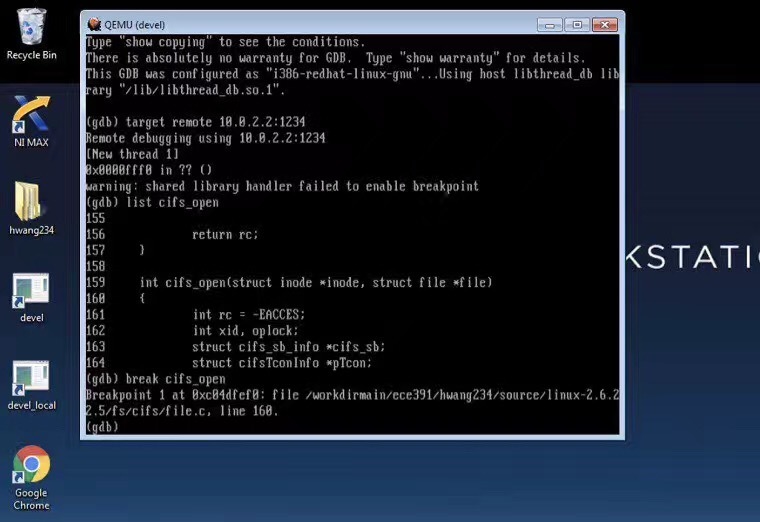 Recycle Bin
NI MAX
hwang234
devel
devel_local
Google
Chrome
QEMU (devel)
Type "show copying" to see the conditions.
There is absolutely no warranty for GDB.  Type "show warranty" for details.
This GDB was configured as "i386-redhat-linux-gnu"...Using host libthread_db lib
rary "/lib/libthread_db.so.1".
(gdb) target remote 10.0.2.2:1234
Remote debugging using 10.0.2.2:1234
[New thread 1]
0x0000fff0 in ?? ()
warning: shared library handler failed to enable breakpoint
(gdb) list cifs_open
155
156             return rc;
157     }
158
159     int cifs_open(struct inode *inode, struct file *file)
160     {
161             int rc = -EACCES;
162             int xid, oplock;
163             struct cifs_sb_info *cifs_sb;
164             struct cifsTconInfo *pTcon;
(gdb) break cifs_open
Breakpoint 1 at 0xc04dfef0: file /workdirmain/ece391/hwang234/source/linux-2.6.2
2.5/fs/cifs/file.c, line 160.
(gdb)
KSTATIO